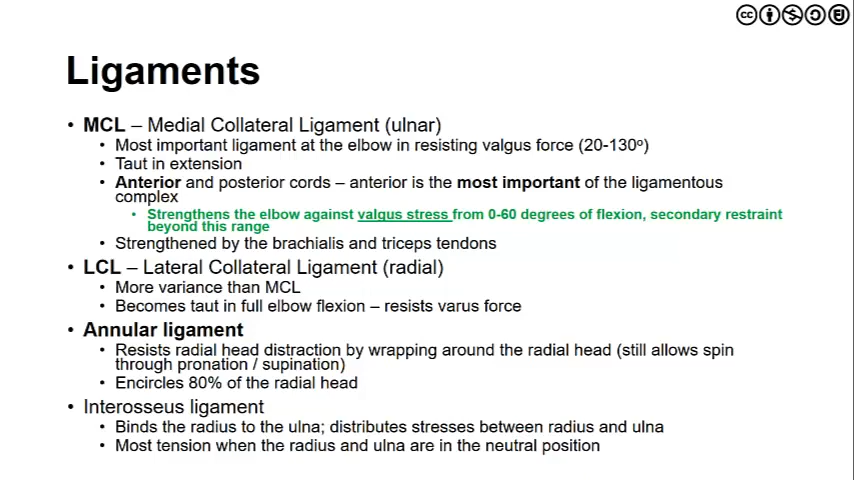 Ligaments
• MCL – Medial Collateral Ligament (ulnar)
• Most important ligament at the elbow in resisting valgus force (20-130º)
• Taut in extension
• Anterior and posterior cords – anterior is the most important of the ligamentous
complex
• Strengthens the elbow against valgus stress from 0-60 degrees of flexion, secondary restraint
beyond this range
• Strengthened by the brachialis and triceps tendons
• LCL – Lateral Collateral Ligament (radial)
• More variance than MCL
• Becomes taut in full elbow flexion – resists varus force
• Annular ligament
• Resists radial head distraction by wrapping around the radial head (still allows spin
through pronation / supination)
• Encircles 80% of the radial head
• Interosseus ligament
• Binds the radius to the ulna; distributes stresses between radius and ulna
• Most tension when the radius and ulna are in the neutral position